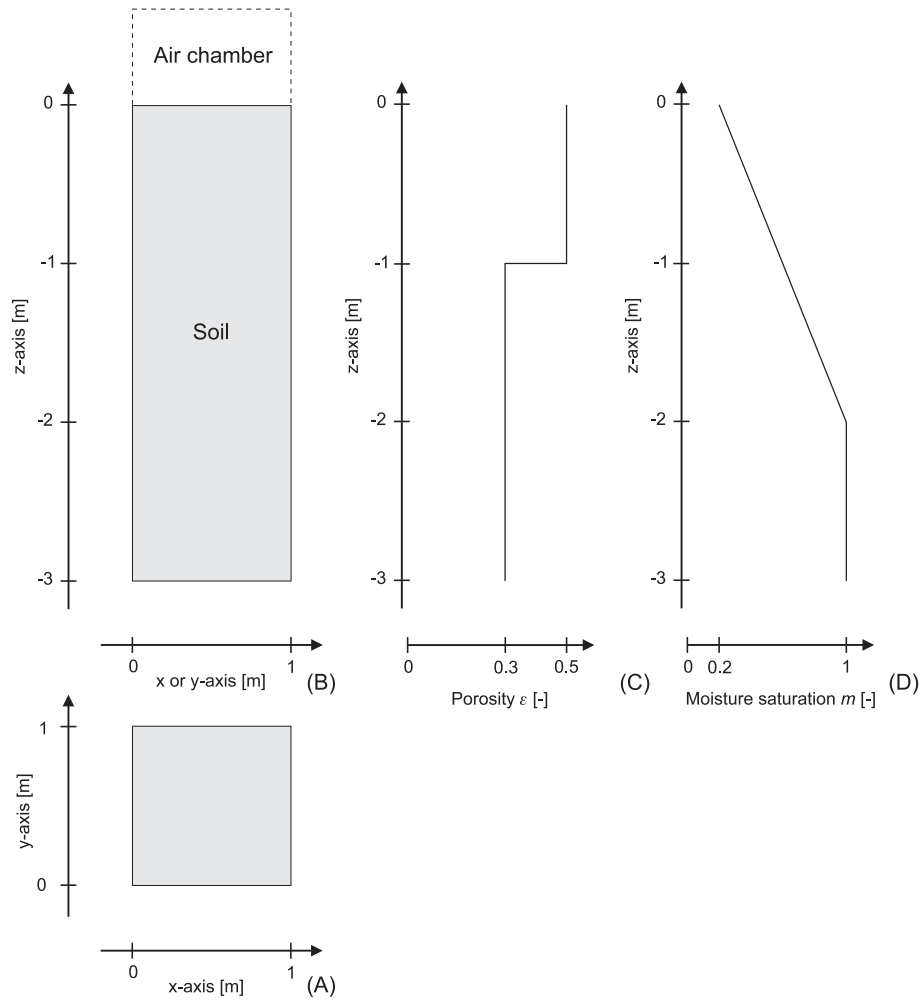 Air chamber
0
-1
-2
-3
z-axis [m]
Soil
0
1
x or y-axis [m]
(B)
0
-1
-2
-3
z-axis [m]
0
0.3
0.5
Porosity ε [-]
(C)
0
-1
-2
-3
z-axis [m]
0
0.2
1
Moisture saturation m [-]
(D)
1
0
y-axis [m]
0
1
x-axis [m]
(A)